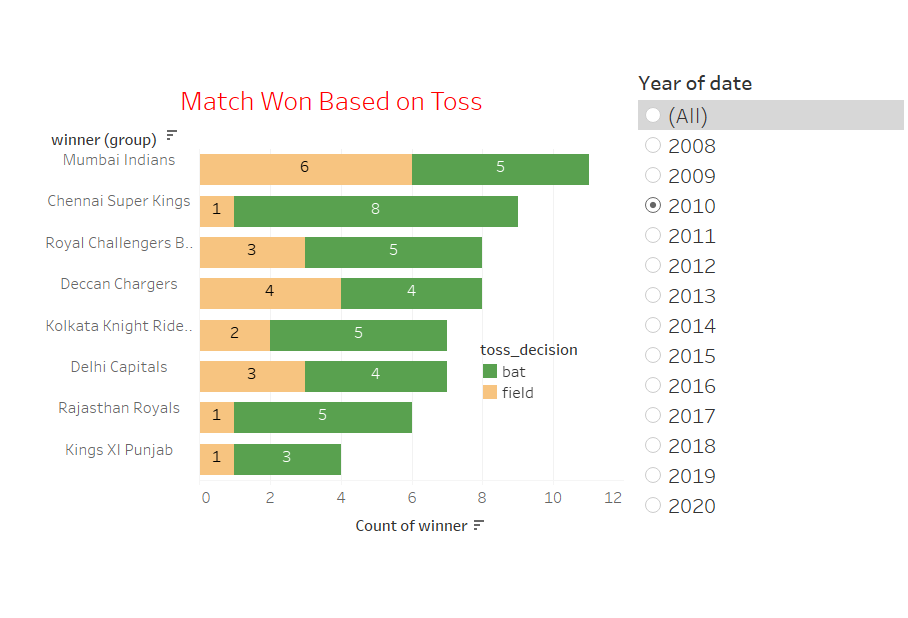 Match Won Based on Toss
winner (group)
Mumbai Indians
6
5
Chennai Super Kings
1
8
Royal Challengers B..
3
5
Deccan Chargers
4
4
Kolkata Knight Ride..
2
5
Delhi Capitals
3
4
Rajasthan Royals
1
5
Kings XI Punjab
1
3
0 2 4 6 8 10 12
Count of winner
toss_decision
bat
field
Year of date
(All)
2008
2009
2010
2011
2012
2013
2014
2015
2016
2017
2018
2019
2020